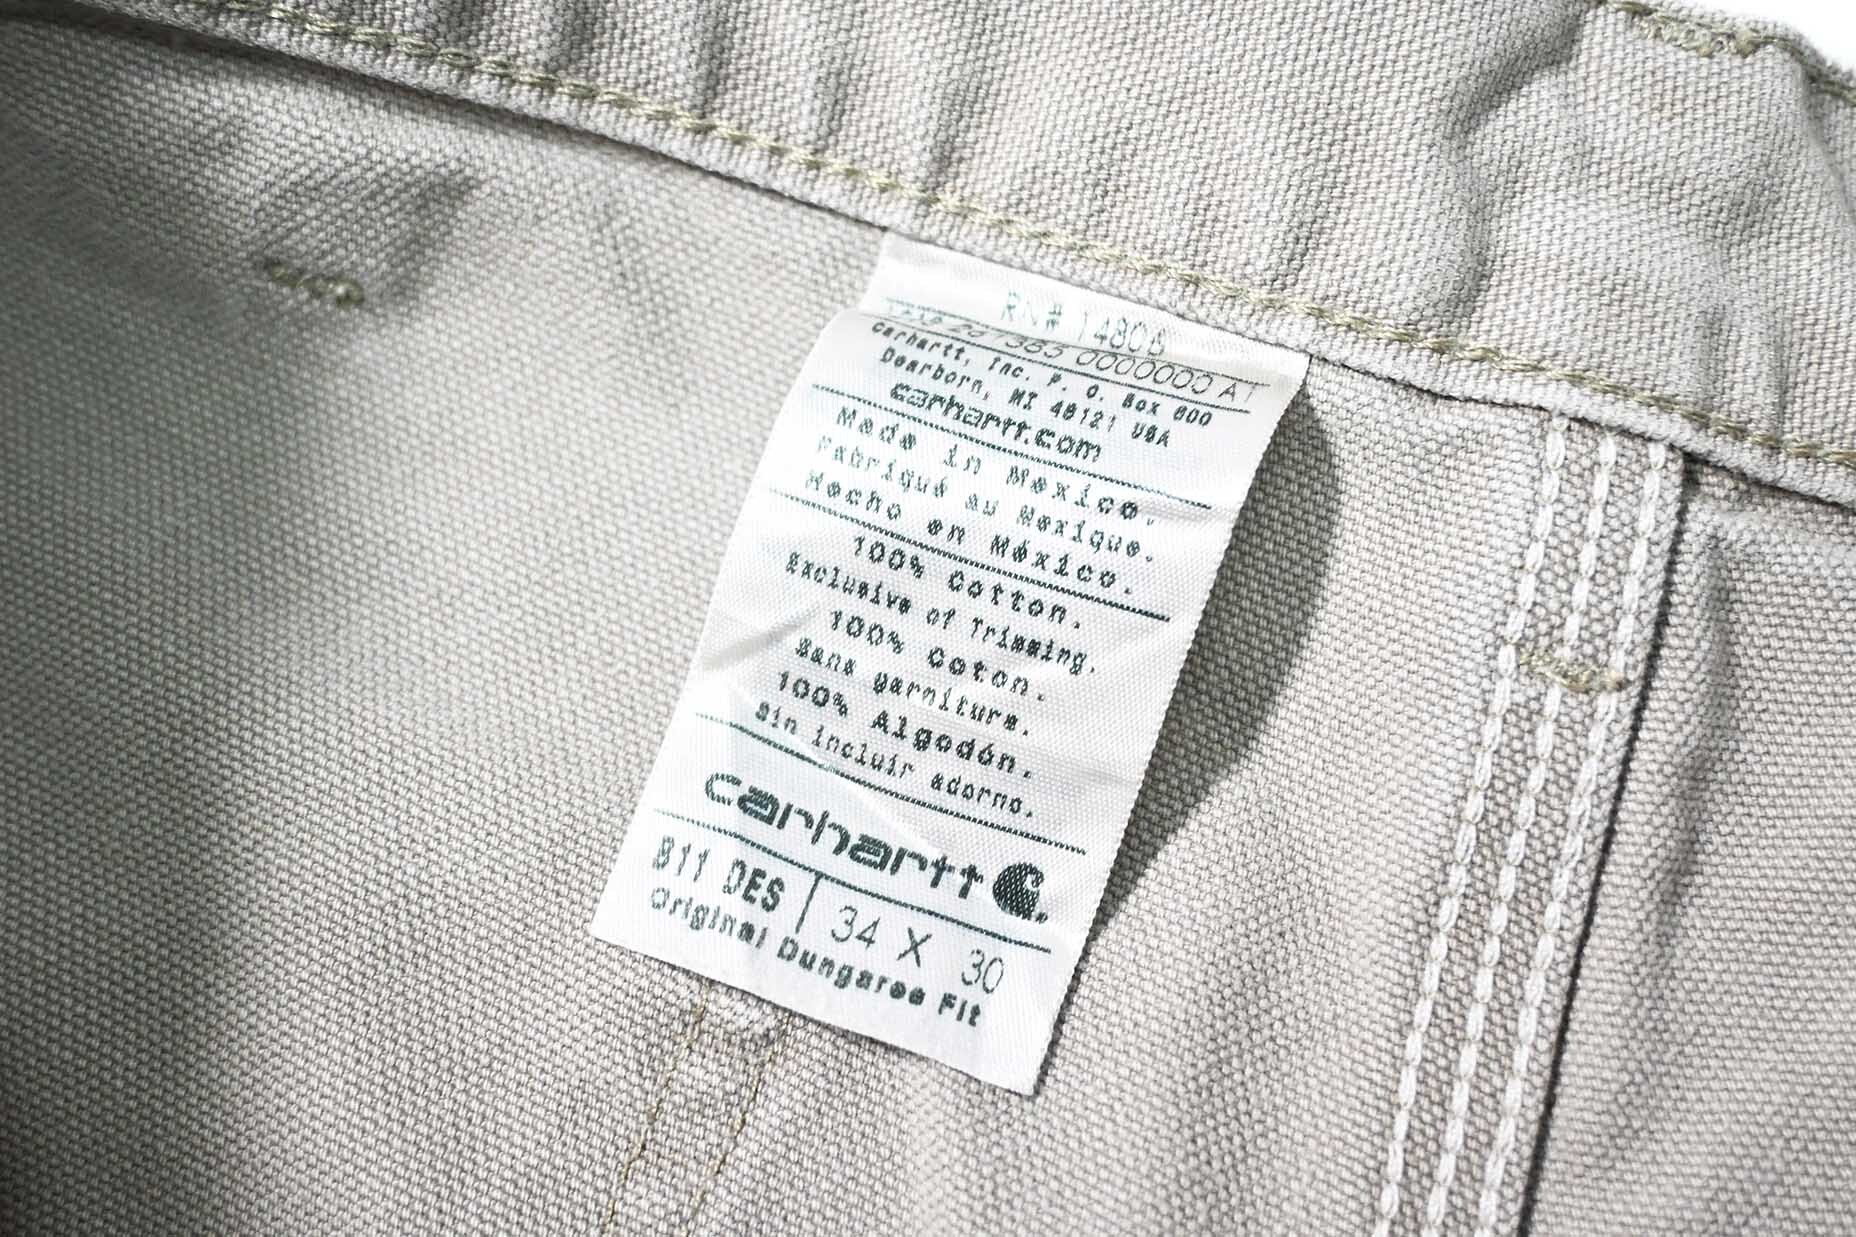 RN# 14806
0000000 AT
Carhartt, Inc. P. O. Box 600
Dearborn, MI 48121 USA
carhartt.com
Made in Mexico.
Fabriqué au Mexique.
Hecho en México.
100% Cotton.
Exclusive of Trimming.
100% Coton.
Sans garniture.
100% Algodón.
Sin incluir adorno.
carhartt
B11 DES 34 X 30
Original Dungaree Fit